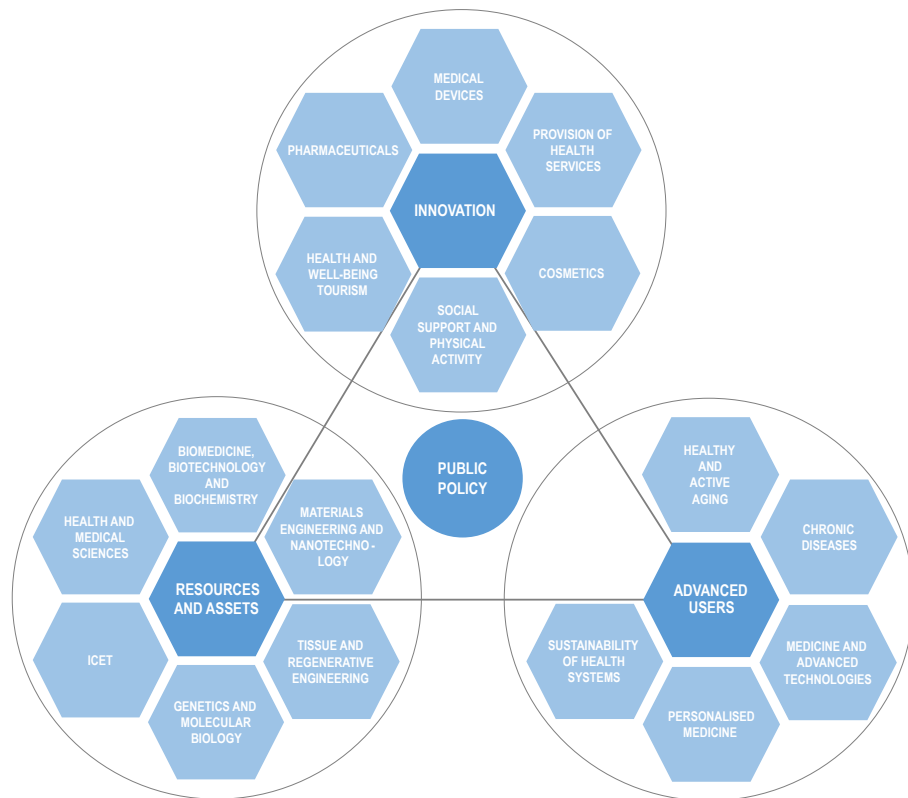 MEDICAL
DEVICES
PHARMACEUTICALS
PROVISION OF
HEALTH
SERVICES
INNOVATION
HEALTH AND
WELL-BEING
TOURISM
COSMETICS
SOCIAL
SUPPORT AND
PHYSICAL
ACTIVITY
PUBLIC
POLICY
BIOMEDICINE,
BIOTECHNOLOGY
AND
BIOCHEMISTRY
HEALTH AND
MEDICAL
SCIENCES
MATERIALS
ENGINEERING AND
NANOTECHNO -
LOGY
RESOURCES
AND ASSETS
ICET
TISSUE AND
REGENERATIVE
ENGINEERING
GENETICS AND
MOLECULAR
BIOLOGY
HEALTHY
AND
ACTIVE
AGING
CHRONIC
DISEASES
ADVANCED
USERS
SUSTAINABILITY
OF HEALTH
SYSTEMS
MEDICINE AND
ADVANCED
TECHNOLOGIES
PERSONALISED
MEDICINE